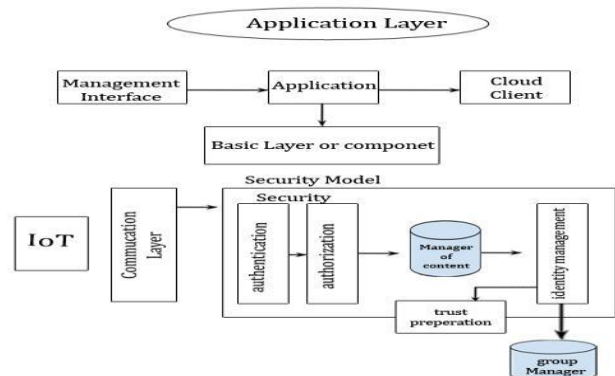 Application Layer
Management
Interface
Application
Cloud
Client
Basic Layer or componet
Security Model
Security
IoT
Commucation
Layer
authentication
authorization
Manager
of
content
identity management
trust
preperation
group
Manager